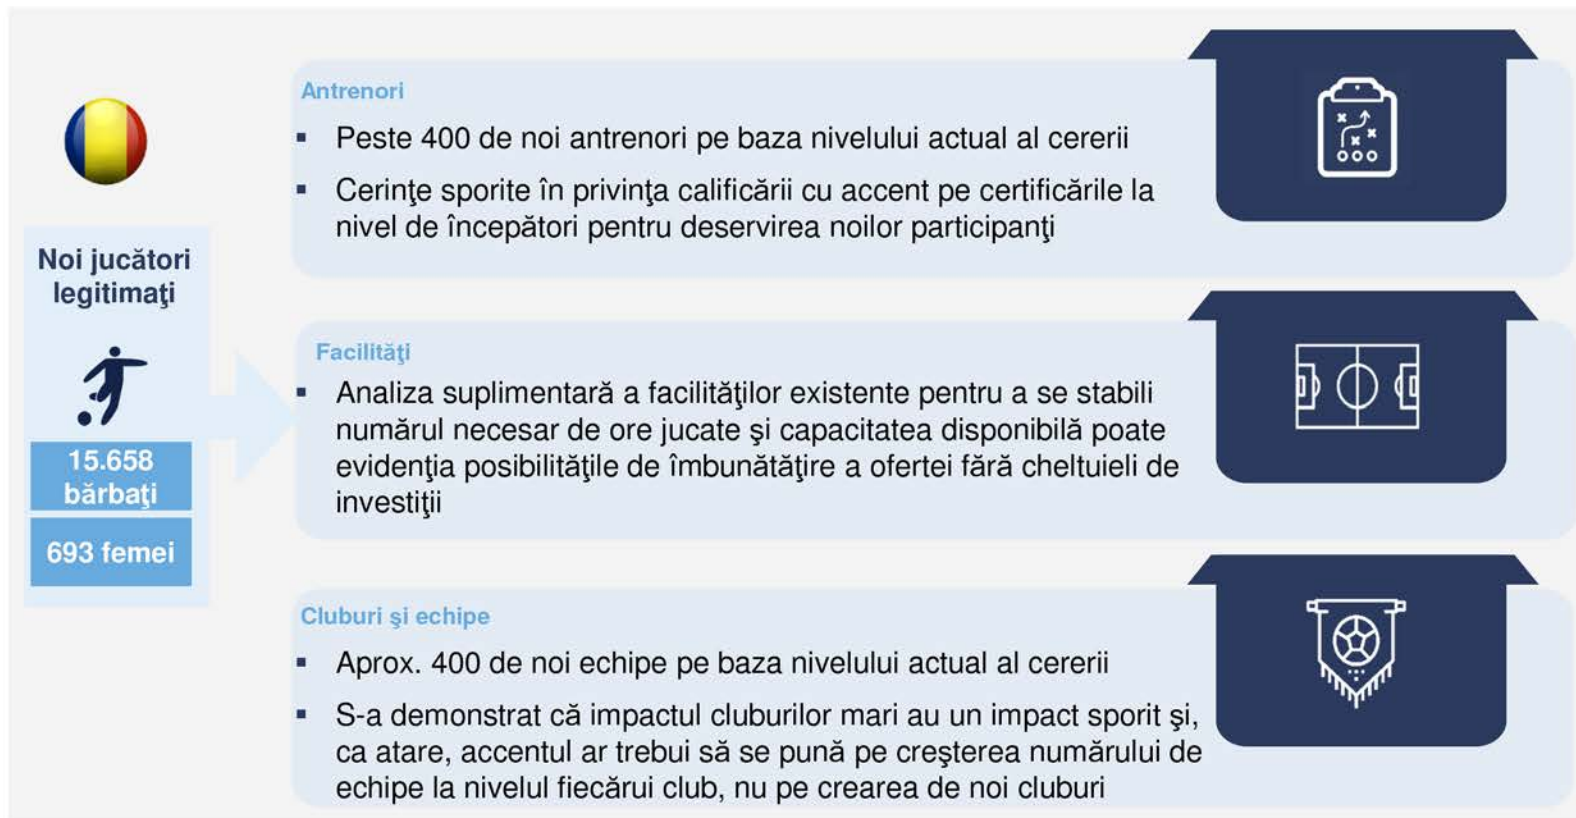 Noi jucători
legitimaţi
15.658
bărbaţi
693 femei
Antrenori
▪ Peste 400 de noi antrenori pe baza nivelului actual al cererii
▪ Cerinţe sporite în privinţa calificării cu accent pe certificările la
nivel de începători pentru deservirea noilor participanţi
Facilităţi
▪ Analiza suplimentară a facilităţilor existente pentru a se stabili
numărul necesar de ore jucate şi capacitatea disponibilă poate
evidenţia posibilităţile de îmbunătăţire a ofertei fără cheltuieli de
investiţii
Cluburi şi echipe
▪ Aprox. 400 de noi echipe pe baza nivelului actual al cererii
▪ S-a demonstrat că impactul cluburilor mari au un impact sporit şi,
ca atare, accentul ar trebui să se pună pe creşterea numărului de
echipe la nivelul fiecărui club, nu pe crearea de noi cluburi